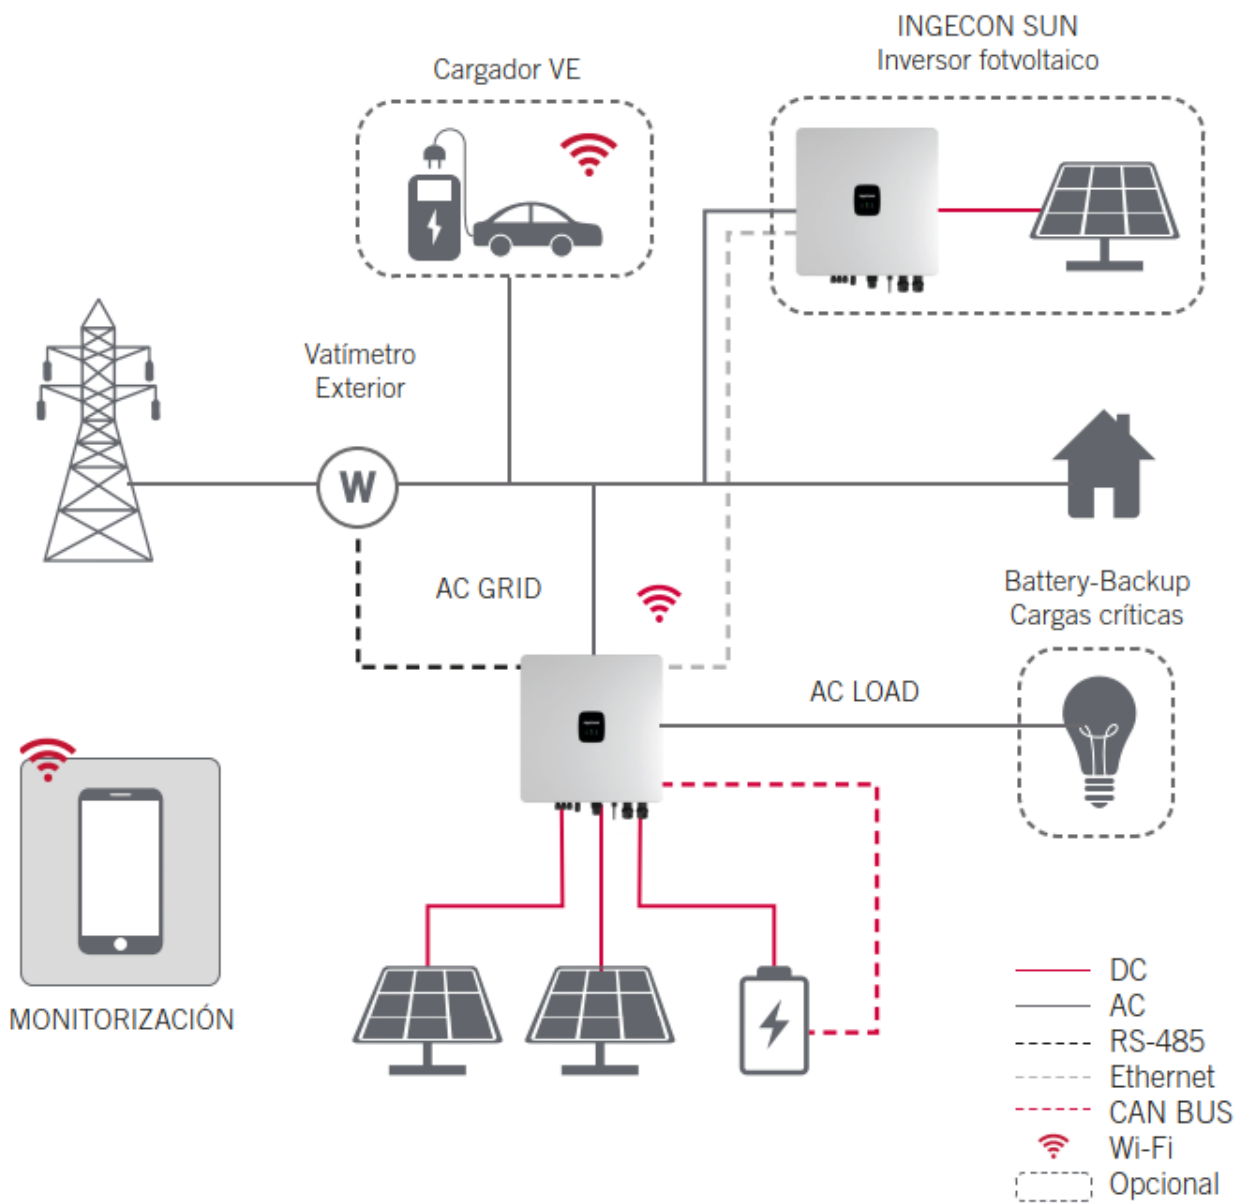 INGECON SUN
Inversor fotvoltaico
Cargador VE
Vatímetro
Exterior
W
AC GRID
Battery-Backup
Cargas críticas
AC LOAD
MONITORIZACIÓN
DC
AC
RS-485
Ethernet
CAN BUS
Wi-Fi
Opcional